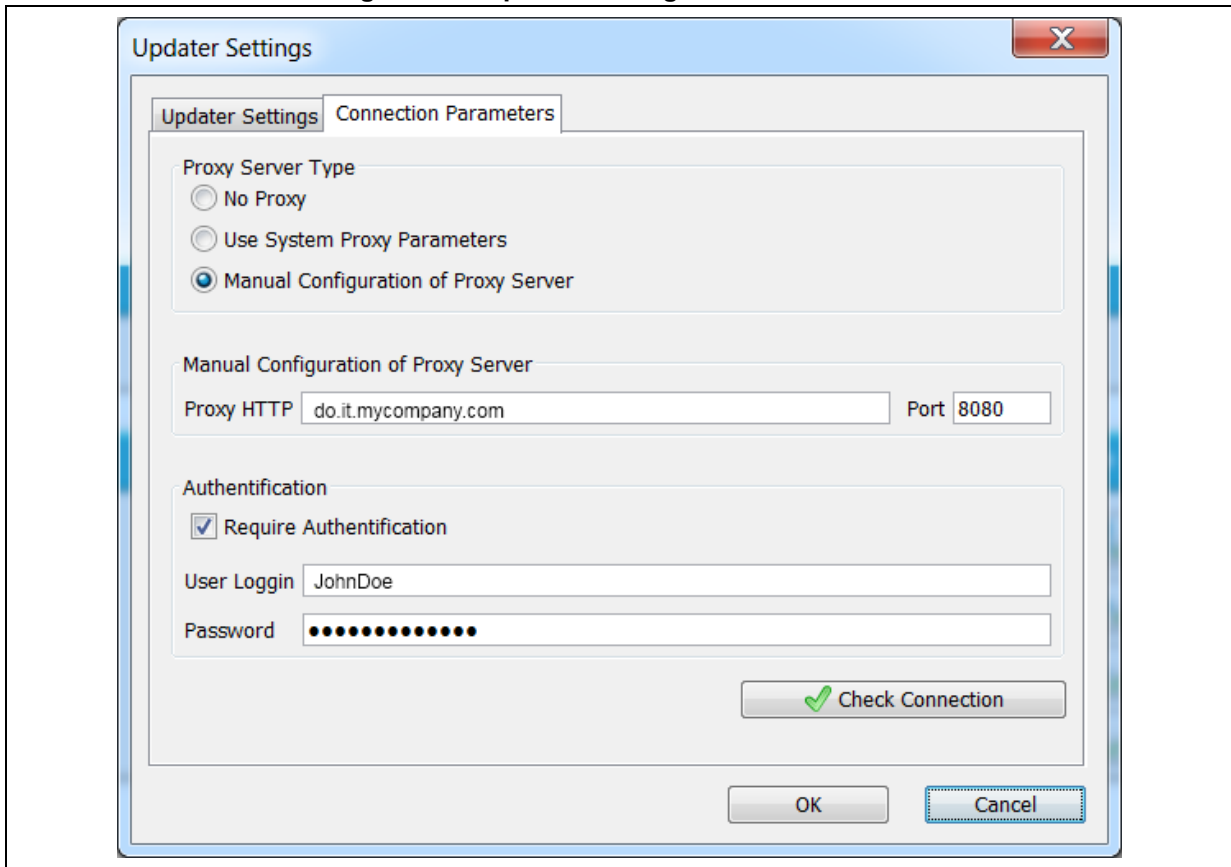 Updater Settings
Updater Settings Connection Parameters
Proxy Server Type
No Proxy
Use System Proxy Parameters
Manual Configuration of Proxy Server
Manual Configuration of Proxy Server
Proxy HTTP do.it.mycompany.com Port 8080
Authentification
Require Authentification
User Loggin JohnDoe
Password •••••••••••••
Check Connection
OK Cancel